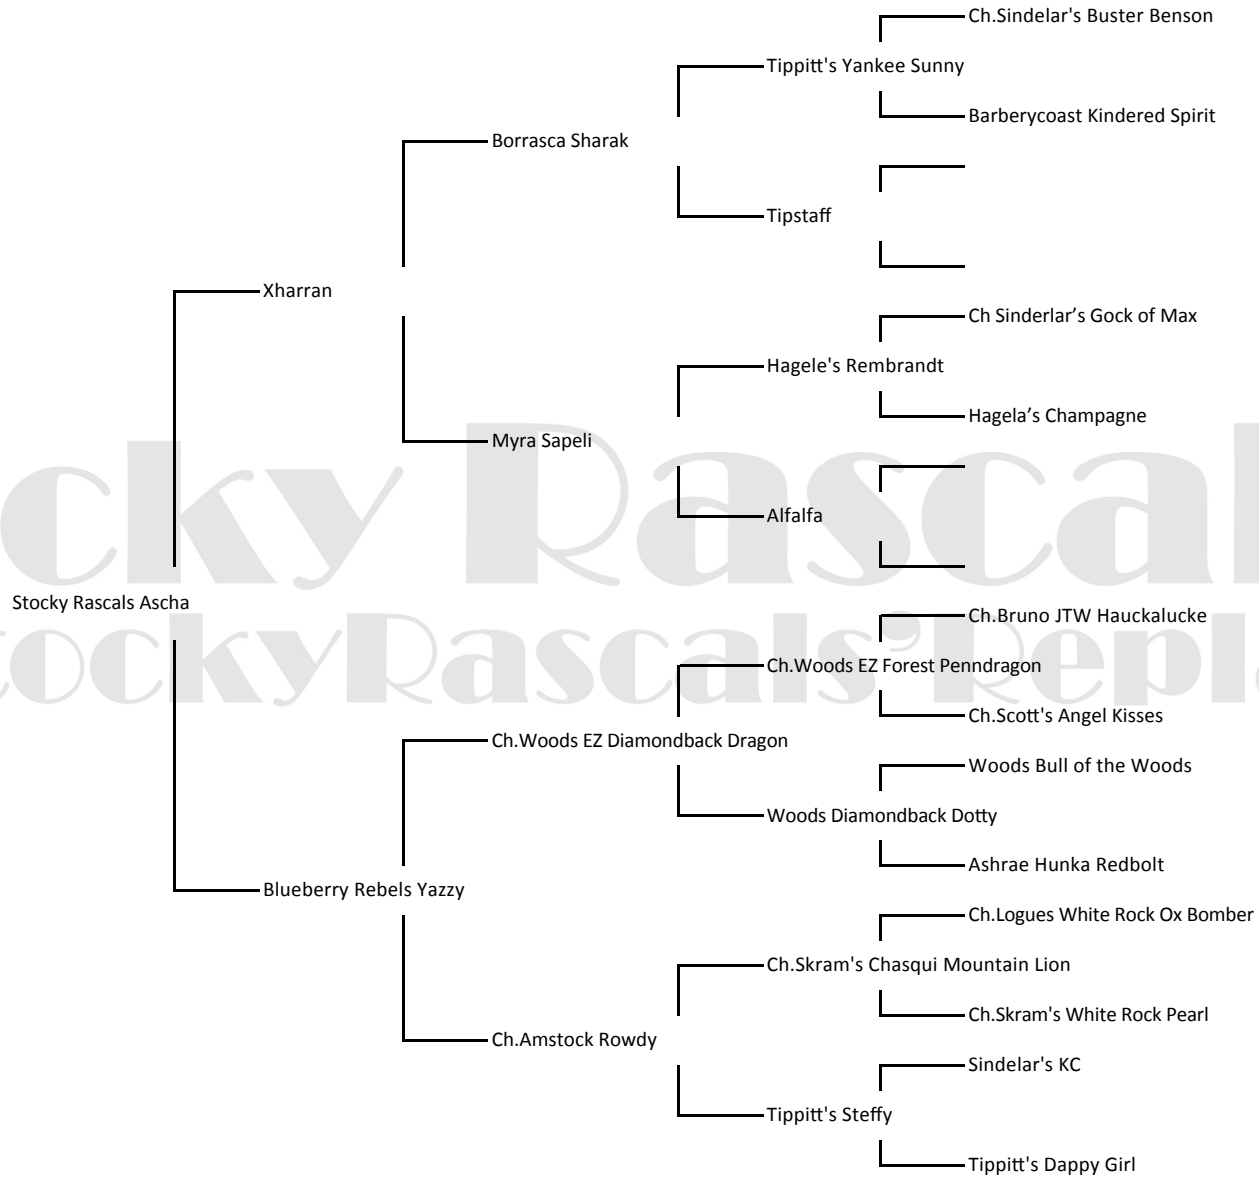 Ch.Sindelar's Buster Benson
Tippitt's Yankee Sunny
Barberycoast Kindered Spirit
Borrasca Sharak
Tipstaff
Xharran
Ch Sinderlar’s Gock of Max
Hagele's Rembrandt
Hagela’s Champagne
Myra Sapeli
cky Rascal
Alfalfa
Stocky Rascals Ascha
Ch.Bruno JTW Hauckalucke
tockyRascals’Repla
Ch.Woods EZ Forest Penndragon
Ch.Scott's Angel Kisses
Ch.Woods EZ Diamondback Dragon
Woods Bull of the Woods
Woods Diamondback Dotty
Ashrae Hunka Redbolt
Blueberry Rebels Yazzy
Ch.Logues White Rock Ox Bomber
Ch.Skram's Chasqui Mountain Lion
Ch.Skram's White Rock Pearl
Ch.Amstock Rowdy
Sindelar's KC
Tippitt's Steffy
Tippitt's Dappy Girl